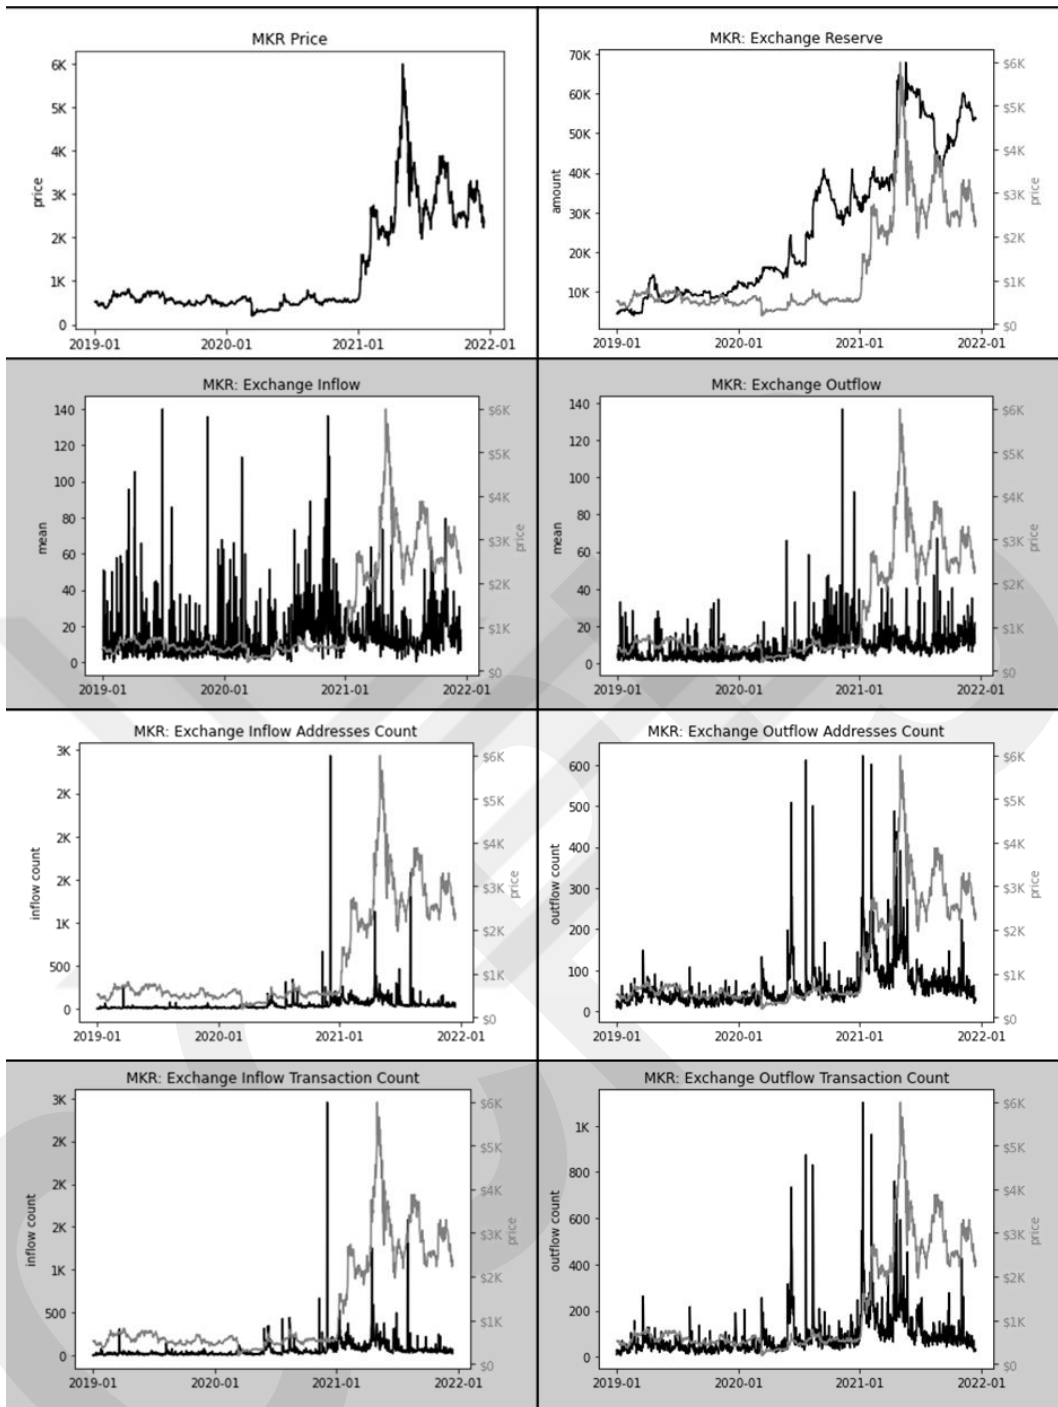 MKR Price
6K
5K
4K
3K
2K
1K
0
price
2019-01 2020-01 2021-01 2022-01
MKR: Exchange Reserve
70K
60K
50K
40K
30K
20K
10K
amount
$6K
$5K
$4K
$3K
$2K
$1K
$0
price
2019-01 2020-01 2021-01 2022-01
MKR: Exchange Inflow
140
120
100
80
60
40
20
0
mean
$6K
$5K
$4K
$3K
$2K
$1K
$0
price
2019-01 2020-01 2021-01 2022-01
MKR: Exchange Outflow
140
120
100
80
60
40
20
0
mean
$6K
$5K
$4K
$3K
$2K
$1K
$0
price
2019-01 2020-01 2021-01 2022-01
MKR: Exchange Inflow Addresses Count
3K
2K
2K
2K
1K
500
0
inflow count
$6K
$5K
$4K
$3K
$2K
$1K
$0
price
2019-01 2020-01 2021-01 2022-01
MKR: Exchange Outflow Addresses Count
600
500
400
300
200
100
0
outflow count
$6K
$5K
$4K
$3K
$2K
$1K
$0
price
2019-01 2020-01 2021-01 2022-01
MKR: Exchange Inflow Transaction Count
3K
2K
2K
2K
1K
500
0
inflow count
$6K
$5K
$4K
$3K
$2K
$1K
$0
price
2019-01 2020-01 2021-01 2022-01
MKR: Exchange Outflow Transaction Count
1K
800
600
400
200
0
outflow count
$6K
$5K
$4K
$3K
$2K
$1K
$0
price
2019-01 2020-01 2021-01 2022-01